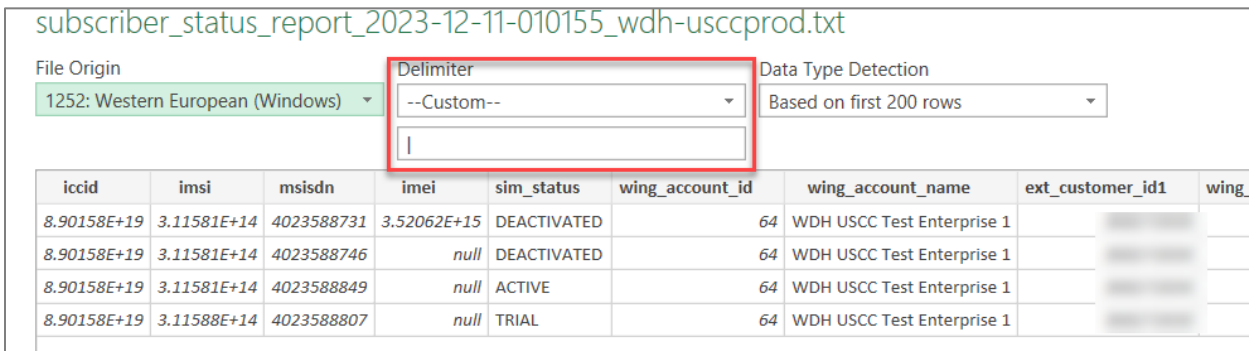 subscriber_status_report_2023-12-11-010155_wdh-usccprod.txt
File Origin Delimiter Data Type Detection
1252: Western European (Windows) --Custom-- Based on first 200 rows
|
iccid imsi msisdn imei sim_status wing_account_id wing_account_name ext_customer_id1 wing_
8.90158E+19 3.11581E+14 4023588731 3.52062E+15 DEACTIVATED 64 WDH USCC Test Enterprise 1
8.90158E+19 3.11581E+14 4023588746 null DEACTIVATED 64 WDH USCC Test Enterprise 1
8.90158E+19 3.11581E+14 4023588849 null ACTIVE 64 WDH USCC Test Enterprise 1
8.90158E+19 3.11588E+14 4023588807 null TRIAL 64 WDH USCC Test Enterprise 1